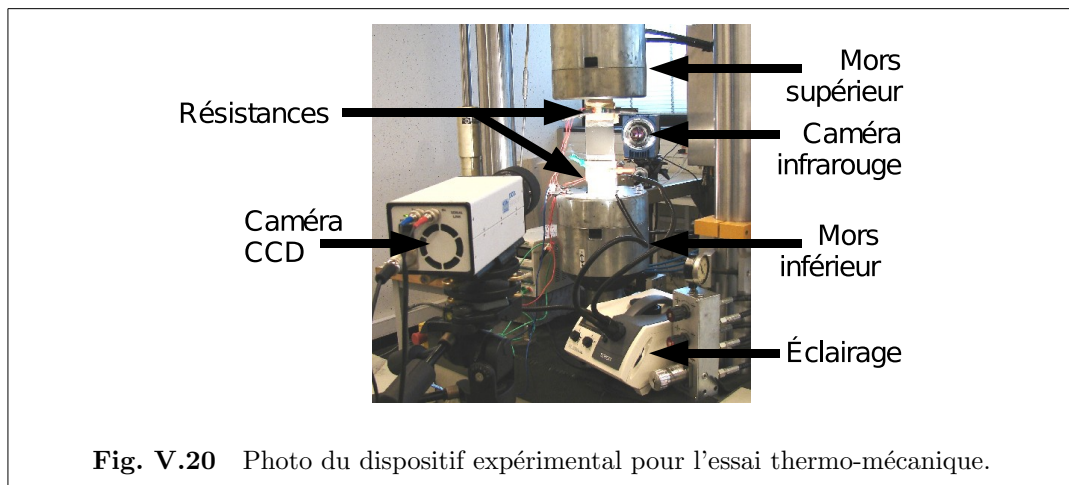 Mors
supérieur
Résistances
Caméra
infrarouge
Caméra
CCD
Mors
inférieur
Éclairage
Fig. V.20 Photo du dispositif expérimental pour l'essai thermo-mécanique.